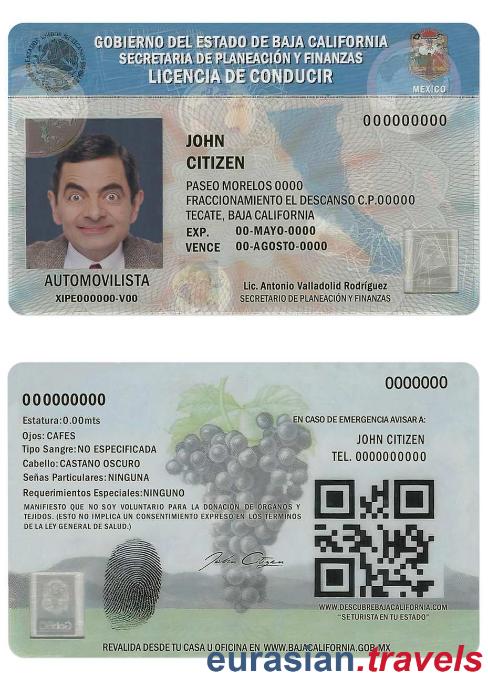 GOBIERNO DEL ESTADO DE BAJA CALIFORNIA
SECRETARIA DE PLANEACIÓN Y FINANZAS
LICENCIA DE CONDUCIR
MÉXICO
000000000
JOHN
CITIZEN
PASEO MORELOS 0000
FRACCIONAMIENTO EL DESCANSO C.P.00000
TECATE, BAJA CALIFORNIA
EXP. 00-MAYO-0000
VENCE 00-AGOSTO-0000
AUTOMOVILISTA
XIPE000000-V00
Lic. Antonio Valladolid Rodríguez
SECRETARIO DE PLANEACIÓN Y FINANZAS
0000000
000000000
Estatura:0.00mts
Ojos: CAFES
Tipo Sangre:NO ESPECIFICADA
Cabello:CASTANO OSCURO
Señas Particulares:NINGUNA
Requerimientos Especiales:NINGUNO
MANIFIESTO QUE NO SOY VOLUNTARIO PARA LA DONACIÓN DE ÓRGANOS Y
TEJIDOS. (ESTO NO IMPLICA UN CONSENTIMIENTO EXPRESO EN LOS TÉRMINOS
DE LA LEY GENERAL DE SALUD.)
EN CASO DE EMERGENCIA AVISAR A:
JOHN CITIZEN
TEL. 0000000000
John Citizen
WWW.DESCUBREBAJACALIFORNIA.COM
"SETURISTA EN TU ESTADO"
REVALIDA DESDE TU CASA U OFICINA EN WWW.BAJACALIFORNIA.GOB.MX
eurasian.travels